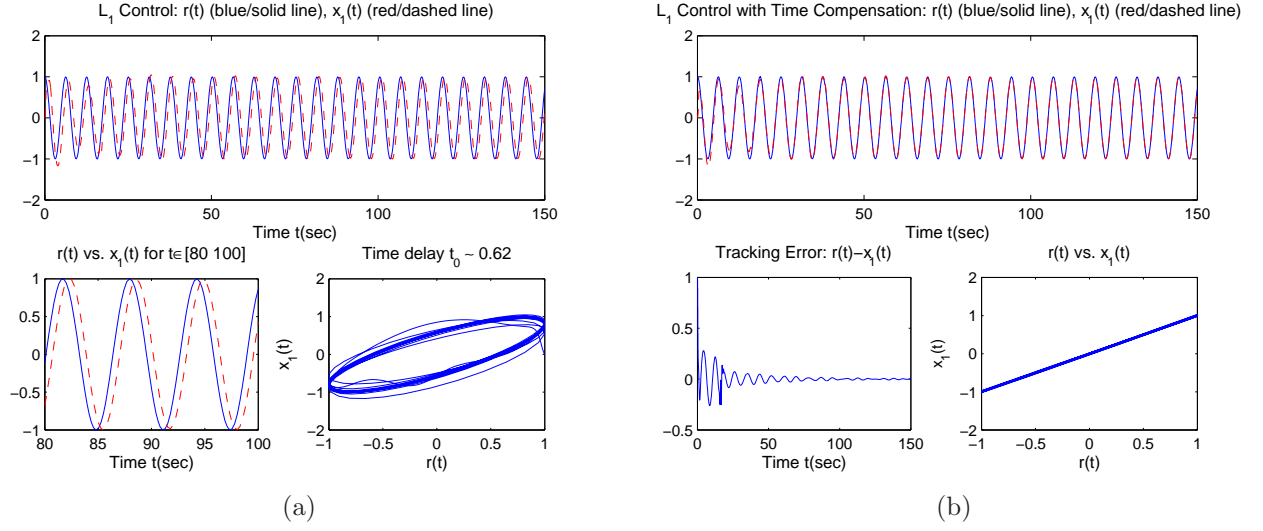 L1 Control: r(t) (blue/solid line), x1(t) (red/dashed line)
2
1
0
−1
−2
0 50 100 150
Time t(sec)
r(t) vs. x1(t) for t∈[80 100]
1
0.5
0
−0.5
−1
80 85 90 95 100
Time t(sec)
Time delay t0 ~ 0.62
x1(t)
2
1
0
−1
−2
−1 −0.5 0 0.5 1
r(t)
(a)
L1 Control with Time Compensation: r(t) (blue/solid line), x1(t) (red/dashed line)
2
1
0
−1
−2
0 50 100 150
Time t(sec)
Tracking Error: r(t)−x1(t)
1
0.5
0
−0.5
0 50 100 150
Time t(sec)
r(t) vs. x1(t)
x1(t)
2
1
0
−1
−2
−1 −0.5 0 0.5 1
r(t)
(b)